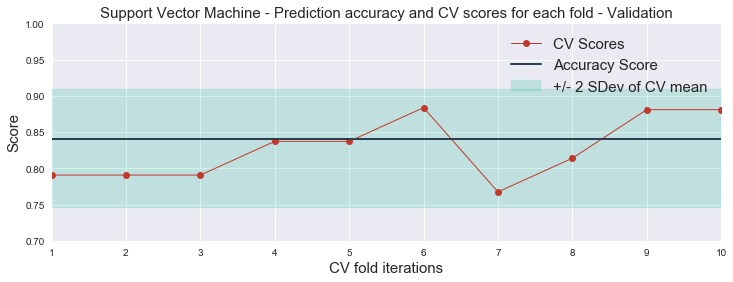 Support Vector Machine - Prediction accuracy and CV scores for each fold - Validation
1.00
0.95
0.90
0.85
0.80
0.75
0.70
Score
CV Scores
Accuracy Score
+/- 2 SDev of CV mean
1 2 3 4 5 6 7 8 9 10
CV fold iterations